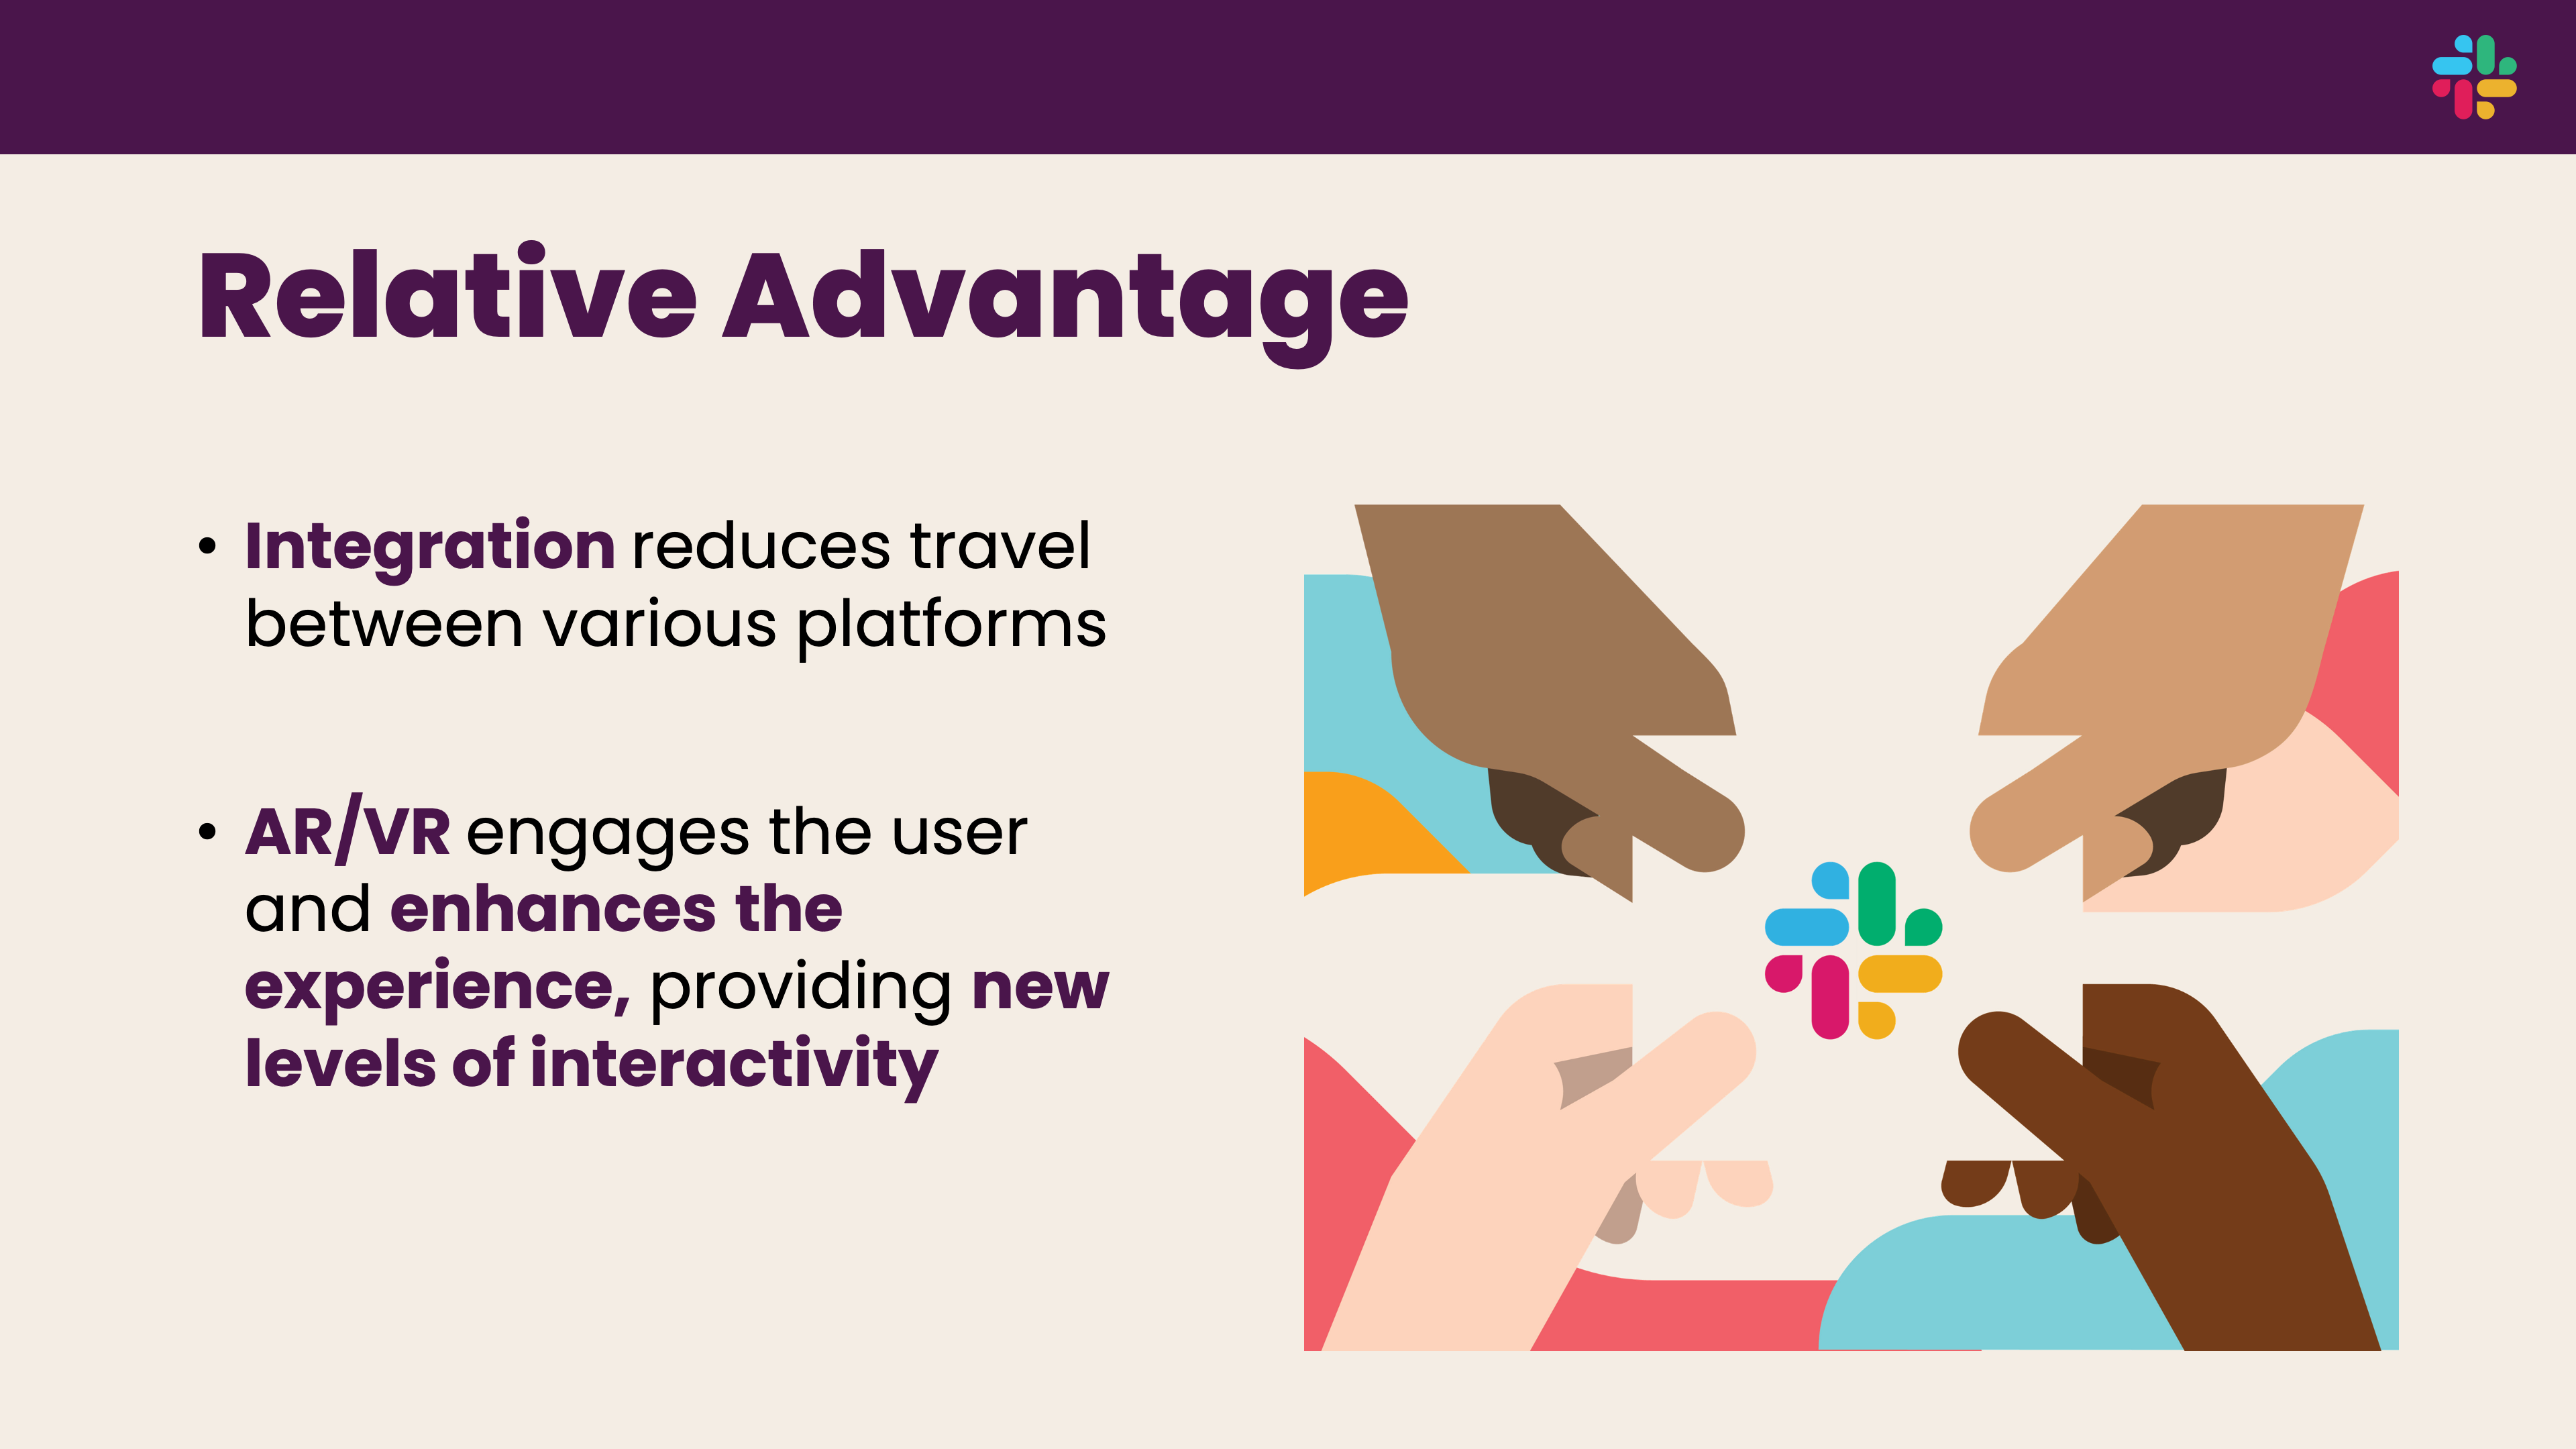 Relative Advantage
• Integration reduces travel
between various platforms
• AR/VR engages the user
and enhances the
experience, providing new
levels of interactivity